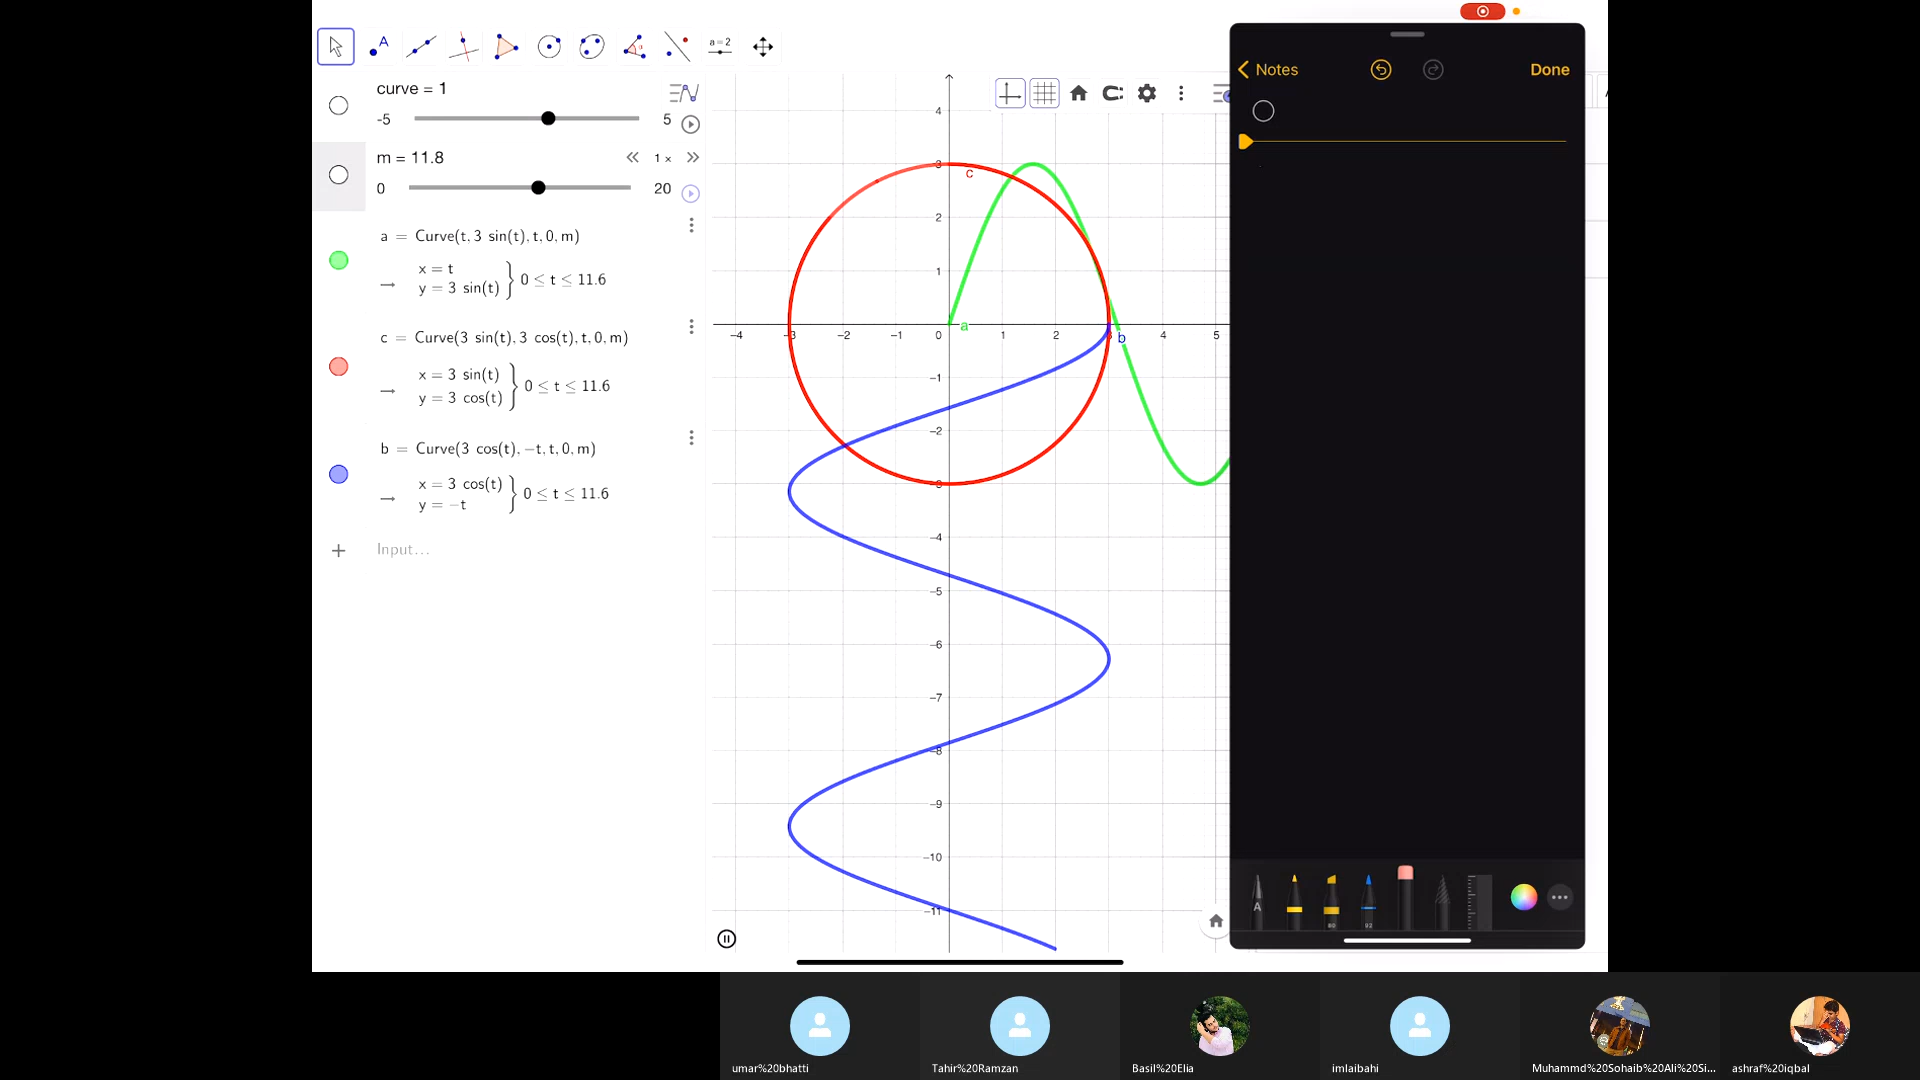 A
a=2
curve = 1
-5
5
m = 11.8
1 ×
0
20
a = Curve(t, 3 sin(t), t, 0, m)
→ x = t
y = 3 sin(t) } 0 ≤ t ≤ 11.6
c = Curve(3 sin(t), 3 cos(t), t, 0, m)
→ x = 3 sin(t)
y = 3 cos(t) } 0 ≤ t ≤ 11.6
b = Curve(3 cos(t), −t, t, 0, m)
→ x = 3 cos(t)
y = −t } 0 ≤ t ≤ 11.6
+ Input…
4
3
2
1
−4 −3 −2 −1 0 1 2 3 4 5
−1
−2
−3
−4
−5
−6
−7
−8
−9
−10
−11
c
a
b
Notes
Done
A
80
92
umar%20bhatti
Tahir%20Ramzan
Basil%20Elia
imlaibahi
Muhammd%20Sohaib%20Ali%20Si...
ashraf%20iqbal